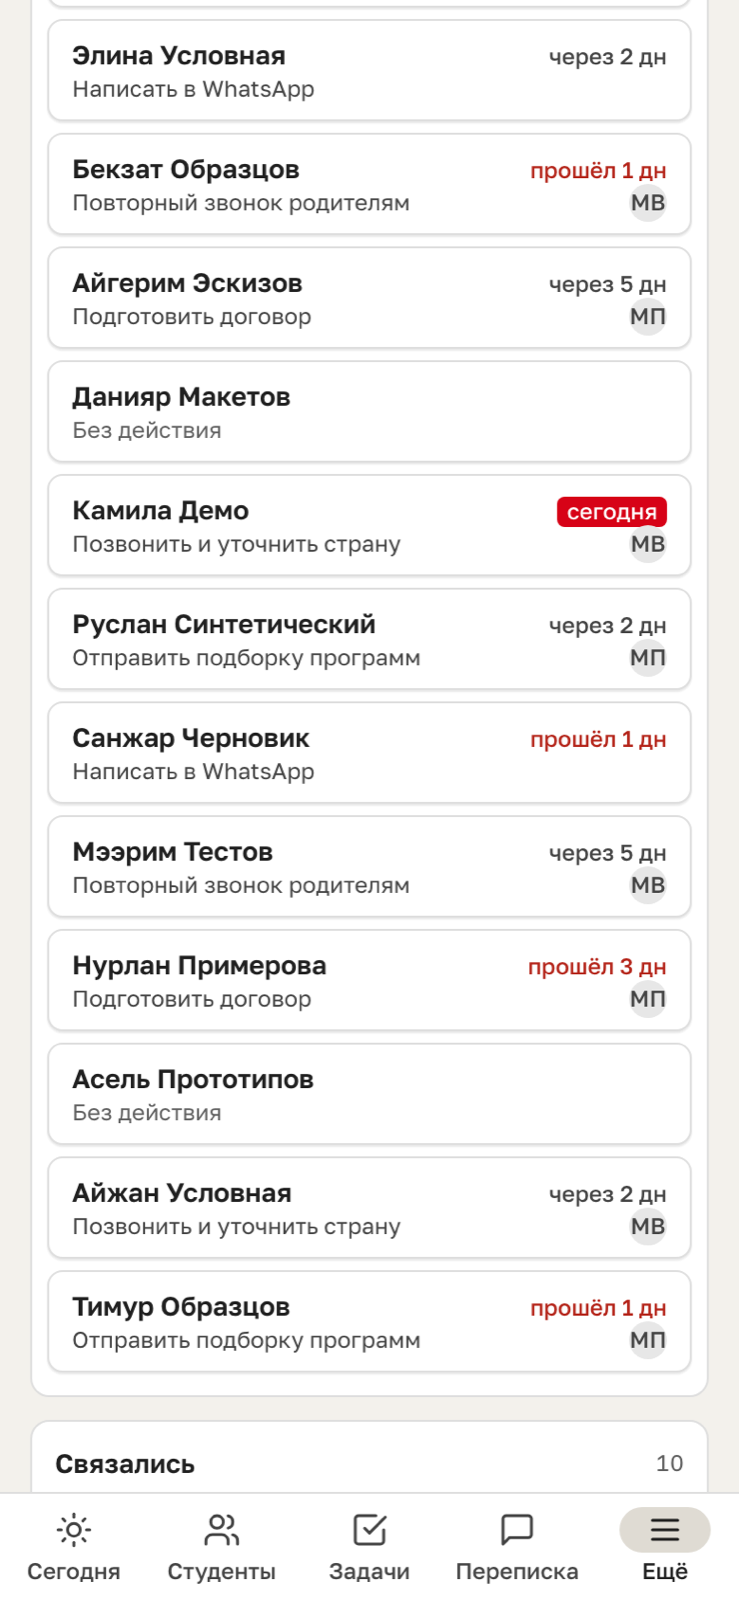 Элина Условная
через 2 дн
Написать в WhatsApp
Бекзат Образцов
прошёл 1 дн
Повторный звонок родителям
МВ
Айгерим Эскизов
через 5 дн
Подготовить договор
МП
Данияр Макетов
Без действия
Камила Демо
сегодня
Позвонить и уточнить страну
МВ
Руслан Синтетический
через 2 дн
Отправить подборку программ
МП
Санжар Черновик
прошёл 1 дн
Написать в WhatsApp
Мээрим Тестов
через 5 дн
Повторный звонок родителям
МВ
Нурлан Примерова
прошёл 3 дн
Подготовить договор
МП
Асель Прототипов
Без действия
Айжан Условная
через 2 дн
Позвонить и уточнить страну
МВ
Тимур Образцов
прошёл 1 дн
Отправить подборку программ
МП
Связались
10
Сегодня
Студенты
Задачи
Переписка
Ещё